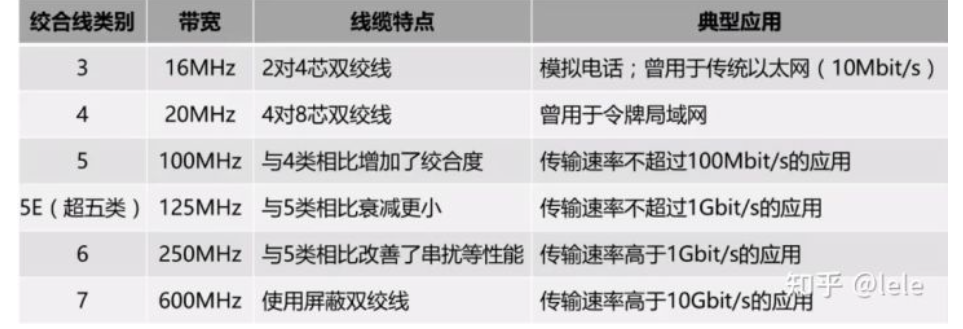 绞合线类别 带宽 线缆特点 典型应用
3 16MHz 2对4芯双绞线 模拟电话；曾用于传统以太网（10Mbit/s）
4 20MHz 4对8芯双绞线 曾用于令牌局域网
5 100MHz 与4类相比增加了绞合度 传输速率不超过100Mbit/s的应用
5E（超五类） 125MHz 与5类相比衰减更小 传输速率不超过1Gbit/s的应用
6 250MHz 与5类相比改善了串扰等性能 传输速率高于1Gbit/s的应用
7 600MHz 使用屏蔽双绞线 传输速率高于10Gbit/s的应用
知乎 @lele